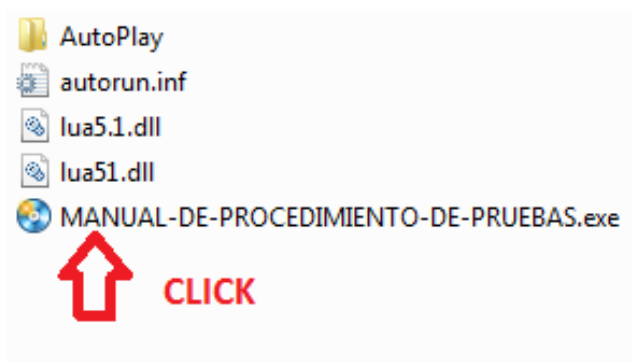 AutoPlay
autorun.inf
lua5.1.dll
lua51.dll
MANUAL-DE-PROCEDIMIENTO-DE-PRUEBAS.exe
CLICK